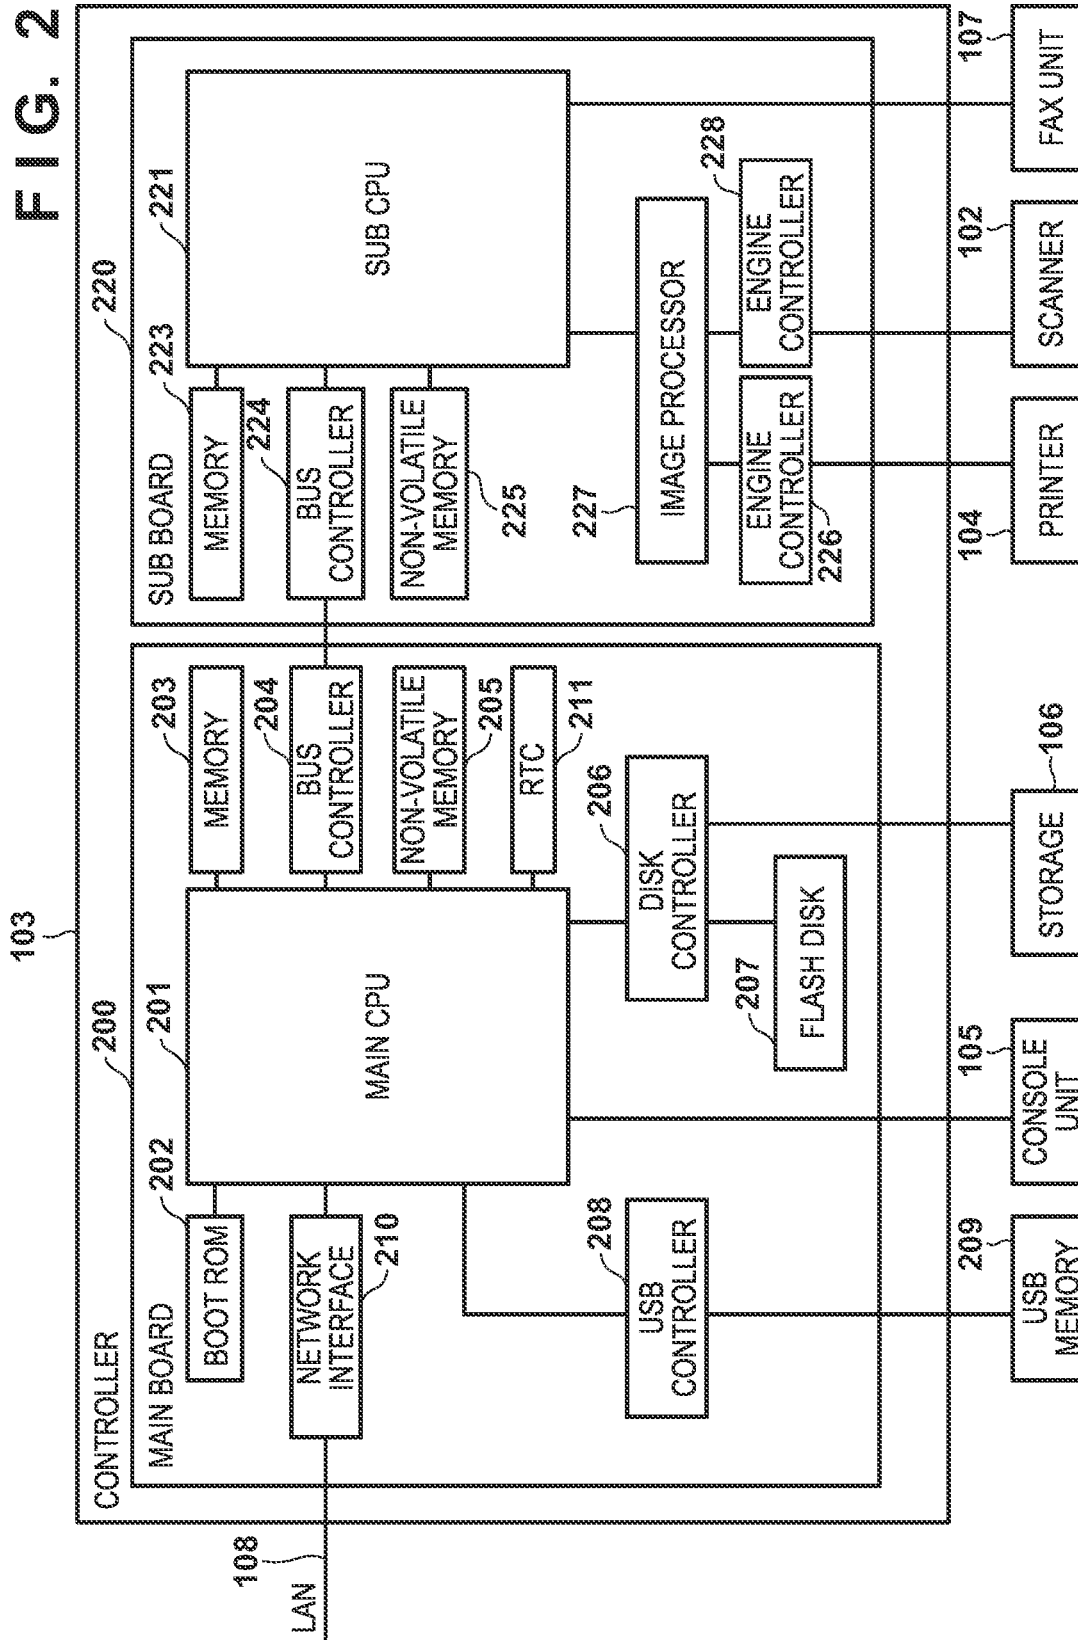 FIG. 2
103
CONTROLLER
200
220
MAIN BOARD
202
201
203
SUB BOARD
223
221
BOOT ROM
MEMORY
MEMORY
108
LAN
NETWORK
INTERFACE
210
MAIN CPU
BUS
CONTROLLER
204
BUS
CONTROLLER
224
SUB CPU
NON-VOLATILE
MEMORY
205
NON-VOLATILE
MEMORY
225
RTC
211
208
USB
CONTROLLER
206
DISK
CONTROLLER
227
IMAGE PROCESSOR
207
FLASH DISK
ENGINE
CONTROLLER
226
228
ENGINE
CONTROLLER
209
105
106
104
102
107
USB
MEMORY
CONSOLE
UNIT
STORAGE
PRINTER
SCANNER
FAX UNIT